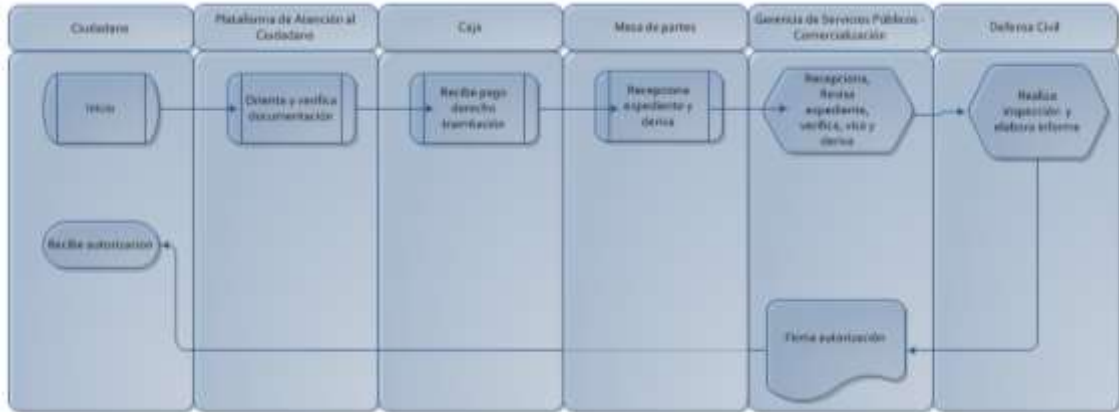 Ciudadano
Plataforma de Atención al
Ciudadano
Caja
Mesa de partes
Gerencia de Servicios Públicos -
Comercialización
Defensa Civil
Inicio
Orienta y verifica
documentación
Recibe pago
derecho
tramitación
Recepciona
expediente y
deriva
Recepciona,
Revisa
expediente,
verifica, visa y
deriva
Realiza
inspección y
elabora informe
Recibe autorización
Firma autorización